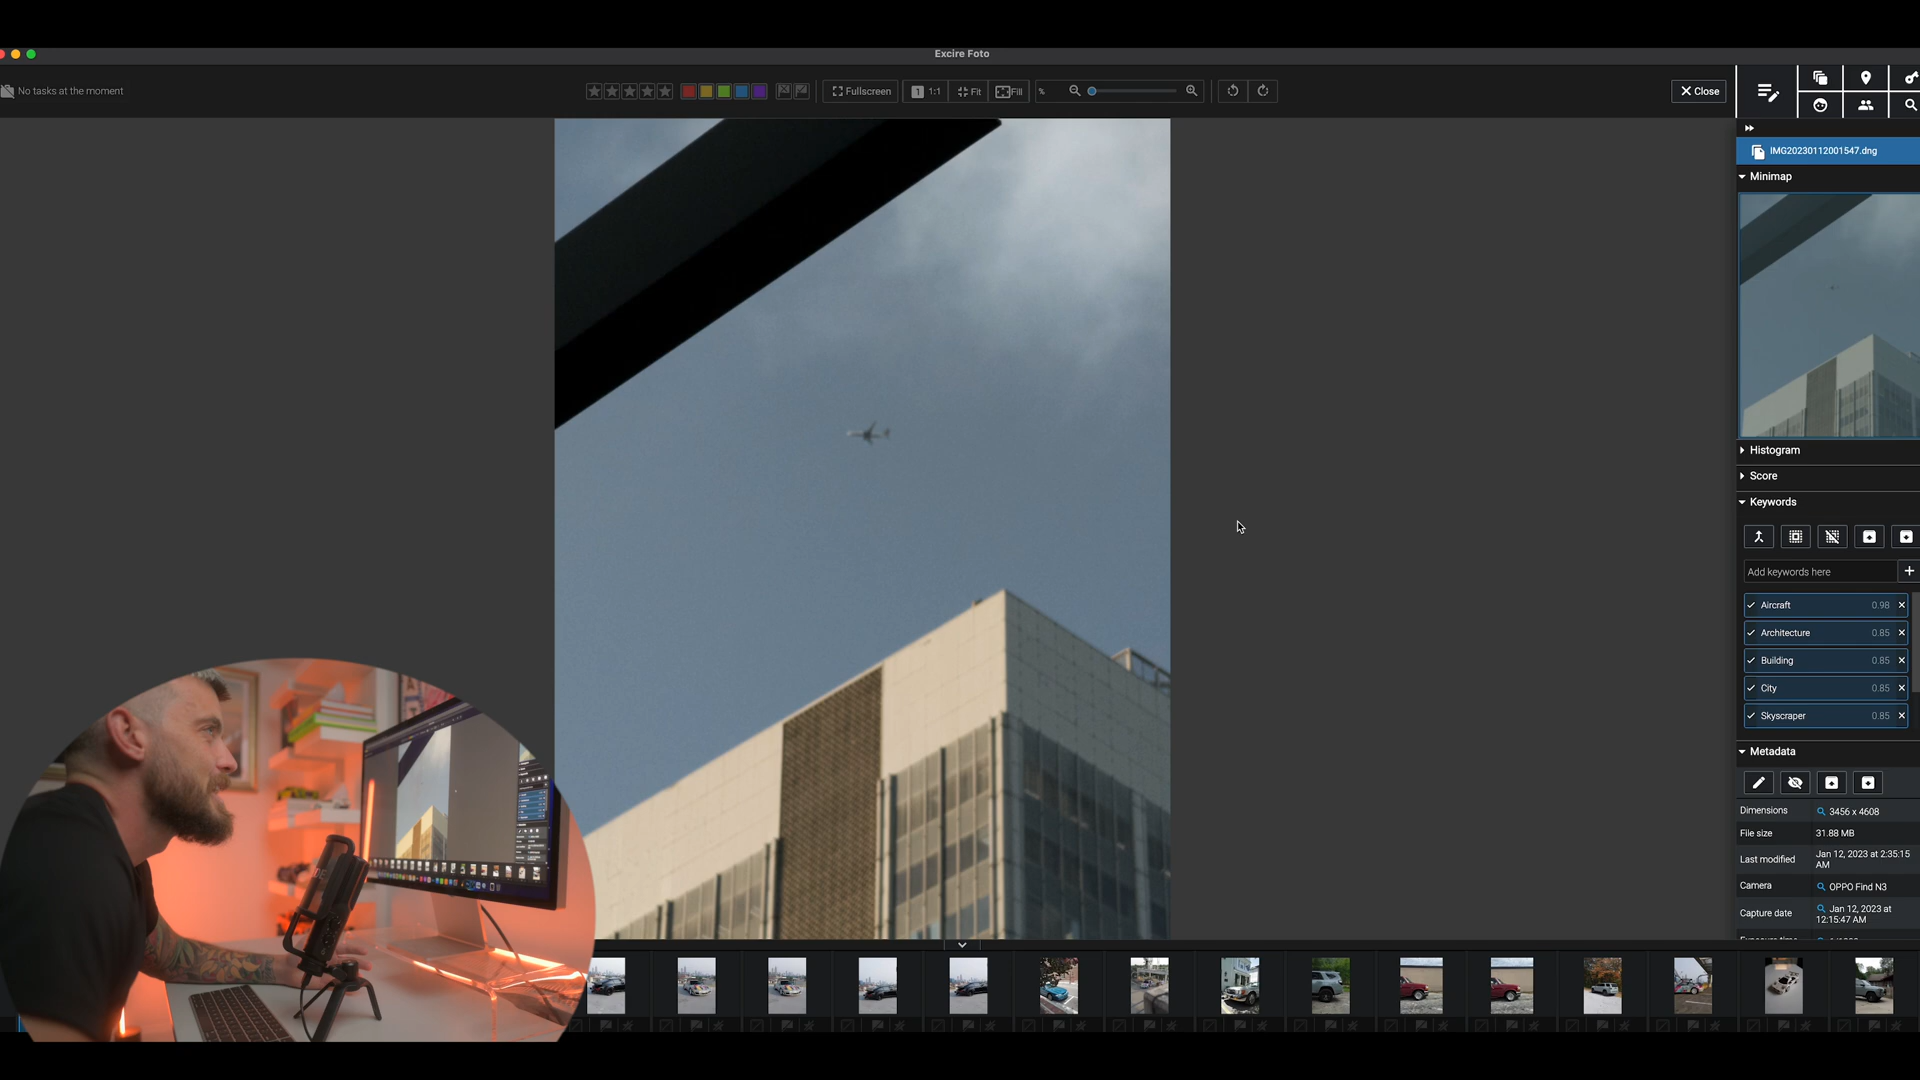 Excire Foto
No tasks at the moment
Fullscreen
1 1:1
Fit
Fill
%
Close
IMG20230112001547.dng
Minimap
Histogram
Score
Keywords
Add keywords here
Aircraft 0.98
Architecture 0.85
Building 0.85
City 0.85
Skyscraper 0.85
Metadata
Dimensions 3456 x 4608
File size 31.88 MB
Last modified Jan 12, 2023 at 2:35:15
AM
Camera OPPO Find N3
Capture date Jan 12, 2023 at
12:15:47 AM